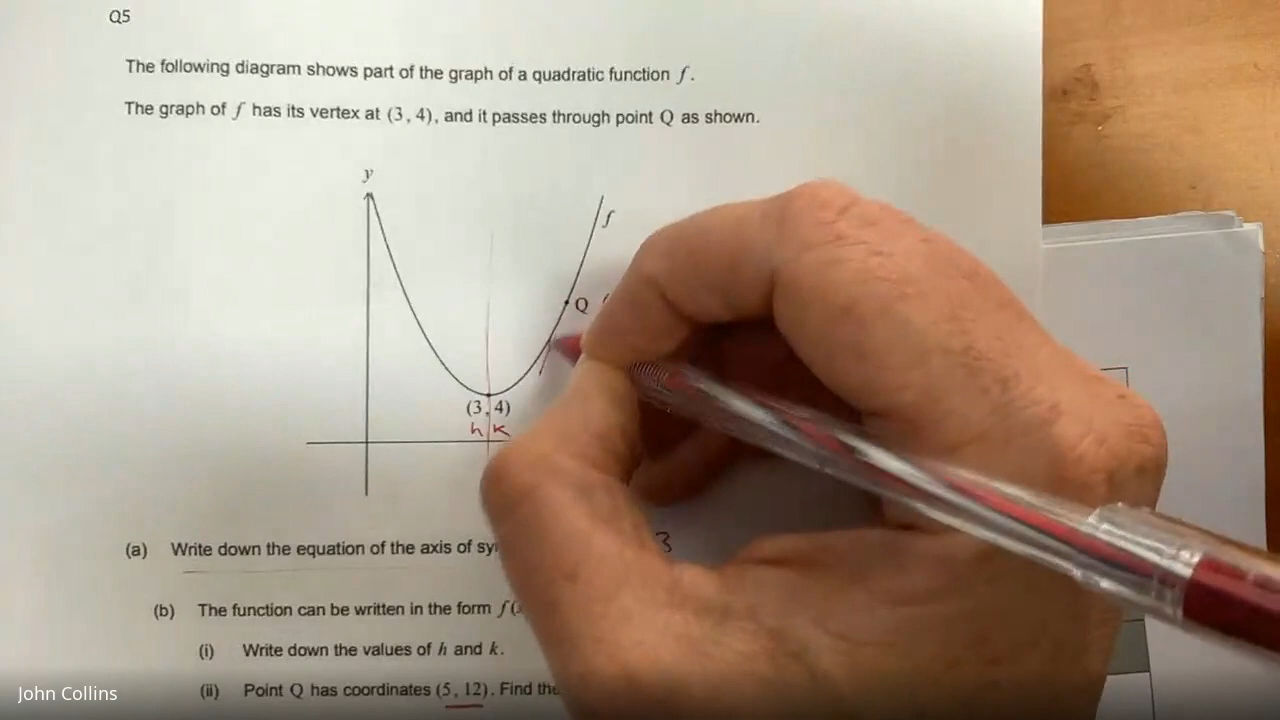 Q5
The following diagram shows part of the graph of a quadratic function f.
The graph of f has its vertex at (3, 4), and it passes through point Q as shown.
y
f
Q
(3, 4)
h k
(a) Write down the equation of the axis of 3
(b) The function can be written in the form f(
(i) Write down the values of h and k.
(ii) Point Q has coordinates (5, 12). Find the
John Collins